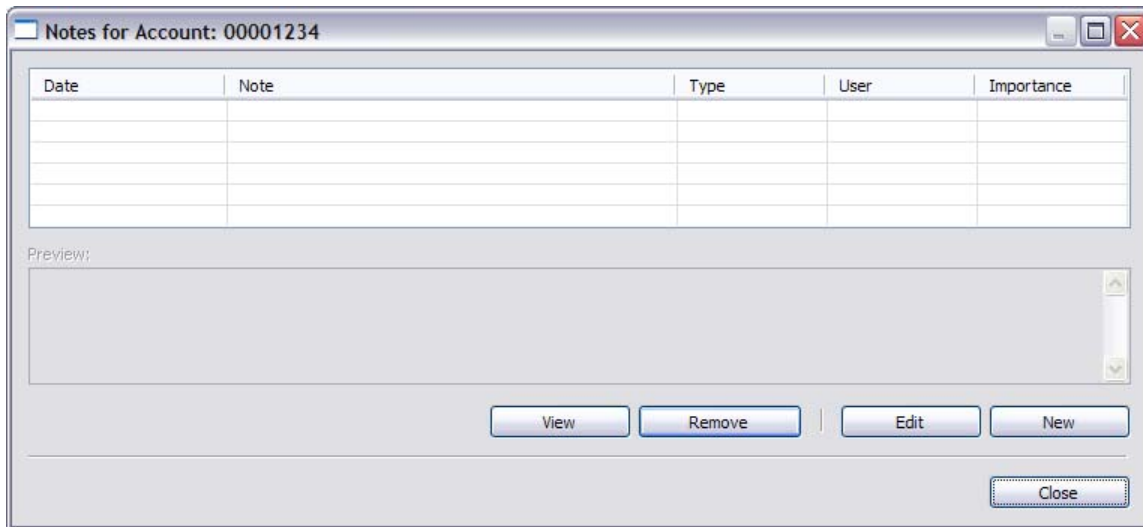 Notes for Account: 00001234
Date Note Type User Importance
Preview:
View Remove Edit New
Close